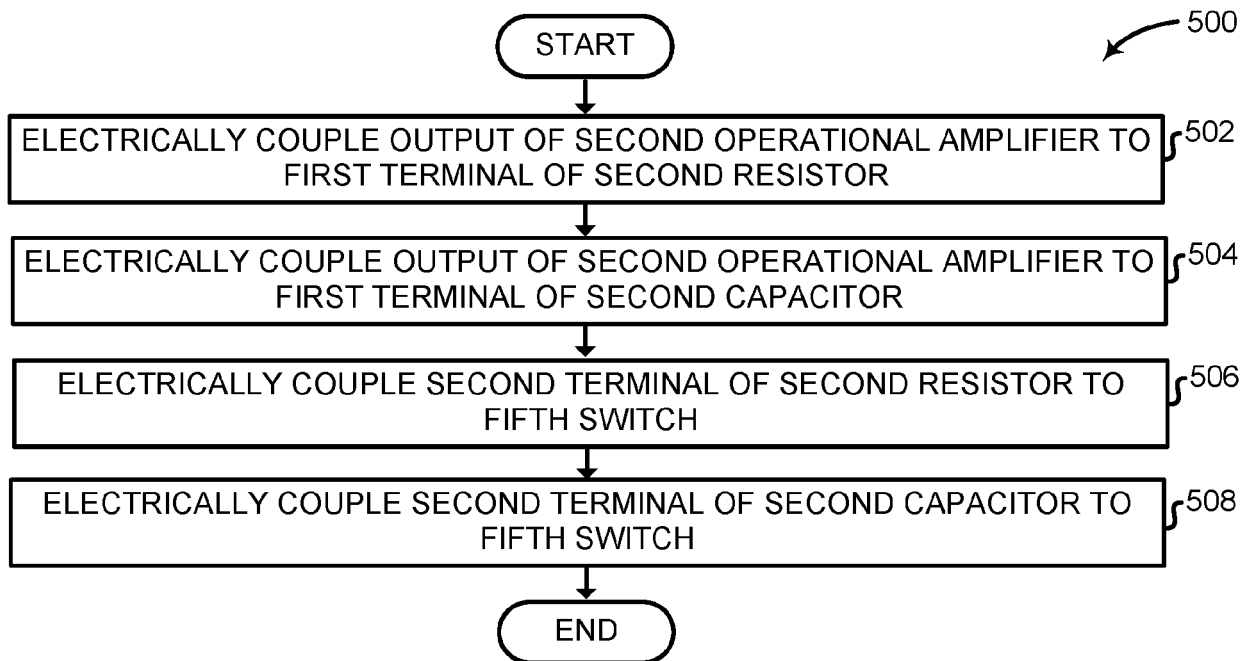 START
500
ELECTRICALLY COUPLE OUTPUT OF SECOND OPERATIONAL AMPLIFIER TO
FIRST TERMINAL OF SECOND RESISTOR
502
ELECTRICALLY COUPLE OUTPUT OF SECOND OPERATIONAL AMPLIFIER TO
FIRST TERMINAL OF SECOND CAPACITOR
504
ELECTRICALLY COUPLE SECOND TERMINAL OF SECOND RESISTOR TO
FIFTH SWITCH
506
ELECTRICALLY COUPLE SECOND TERMINAL OF SECOND CAPACITOR TO
FIFTH SWITCH
508
END